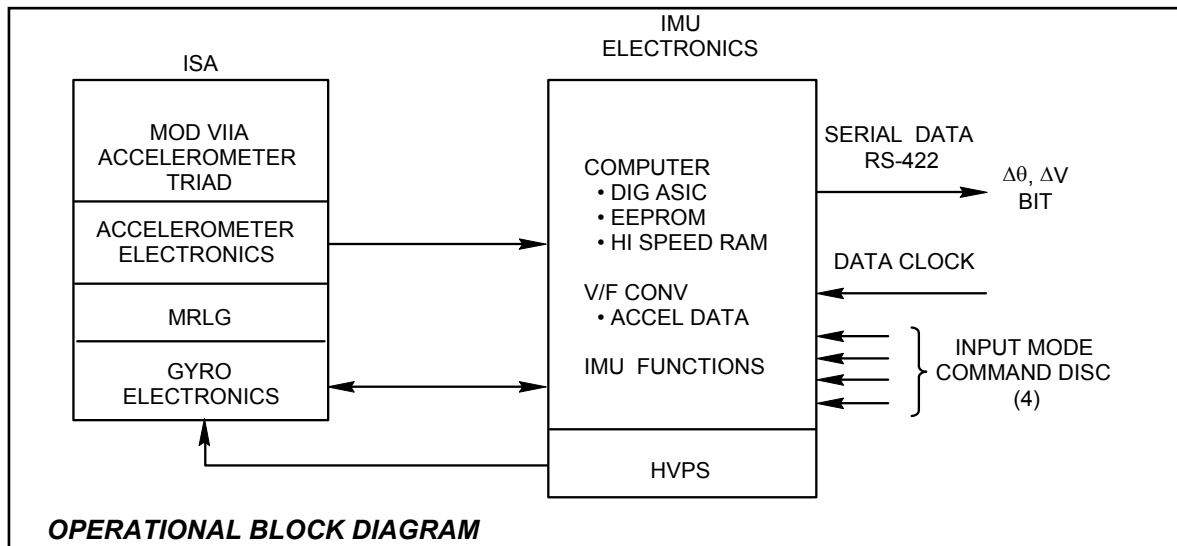 IMU
ELECTRONICS
ISA
MOD VIIA
ACCELEROMETER
TRIAD
ACCELEROMETER
ELECTRONICS
MRLG
GYRO
ELECTRONICS
COMPUTER
• DIG ASIC
• EEPROM
• HI SPEED RAM
V/F CONV
• ACCEL DATA
IMU FUNCTIONS
HVPS
SERIAL DATA
RS-422
Δθ, ΔV
BIT
DATA CLOCK
INPUT MODE
COMMAND DISC
(4)
OPERATIONAL BLOCK DIAGRAM